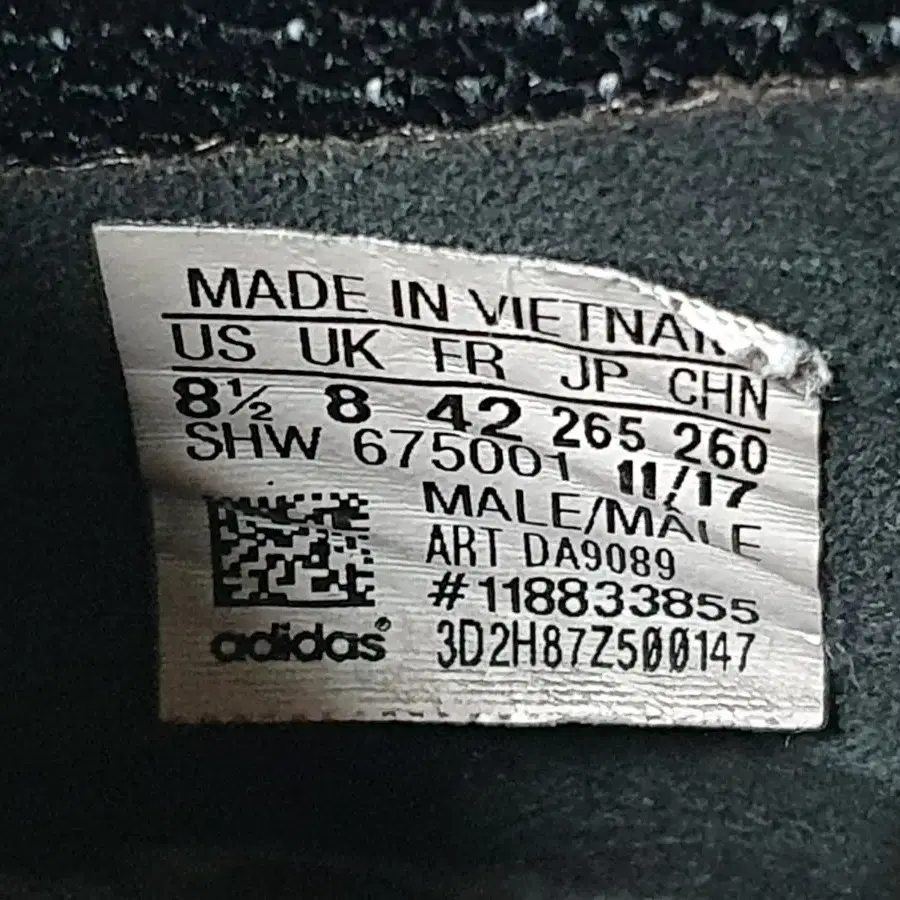 MADE IN VIETNAM
US UK FR JP CHN
8½ 8 42 265 260
SHW 675001 11/17
MALE/MÂLE
ART DA9089
#118833855
adidas® 3D2H87Z500147